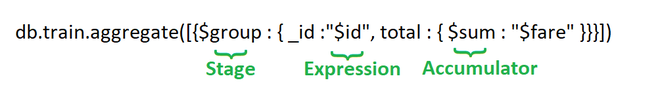 db.train.aggregate([{$group : { _id :"$id", total : { $sum : "$fare" }}}])
Stage Expression Accumulator